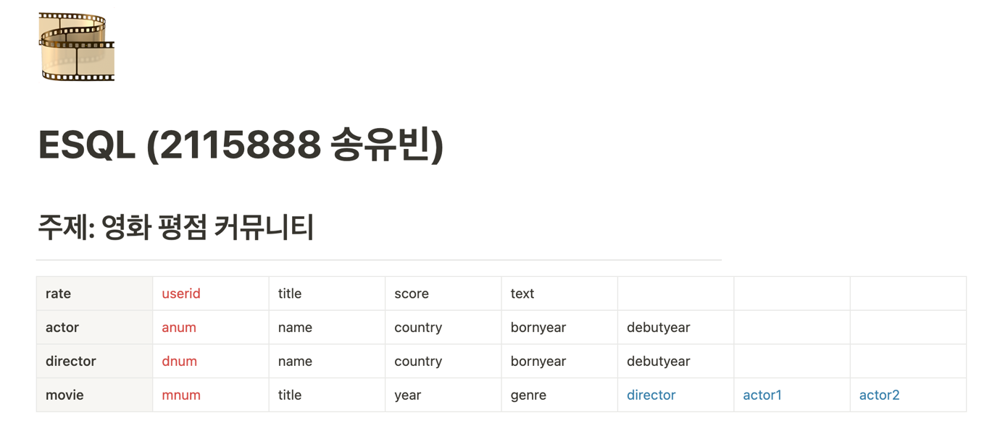 ESQL (2115888 송유빈)
주제: 영화 평점 커뮤니티
rate userid title score text
actor anum name country bornyear debutyear
director dnum name country bornyear debutyear
movie mnum title year genre director actor1 actor2